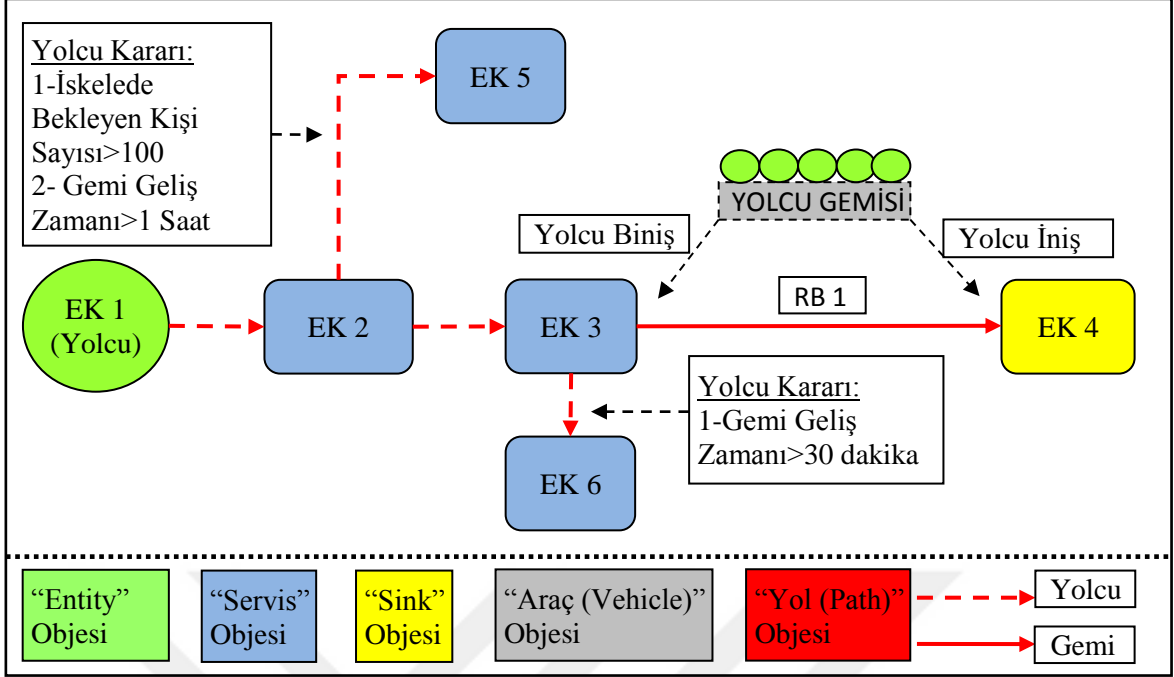 Yolcu Kararı:
1-İskelede
Bekleyen Kişi
Sayısı>100
2- Gemi Geliş
Zamanı>1 Saat
EK 5
YOLCU GEMİSİ
Yolcu Biniş
Yolcu İniş
EK 1
(Yolcu)
EK 2
EK 3
RB 1
EK 4
Yolcu Kararı:
1-Gemi Geliş
Zamanı>30 dakika
EK 6
“Entity”
Objesi
“Servis”
Objesi
“Sink”
Objesi
“Araç (Vehicle)”
Objesi
“Yol (Path)”
Objesi
Yolcu
Gemi